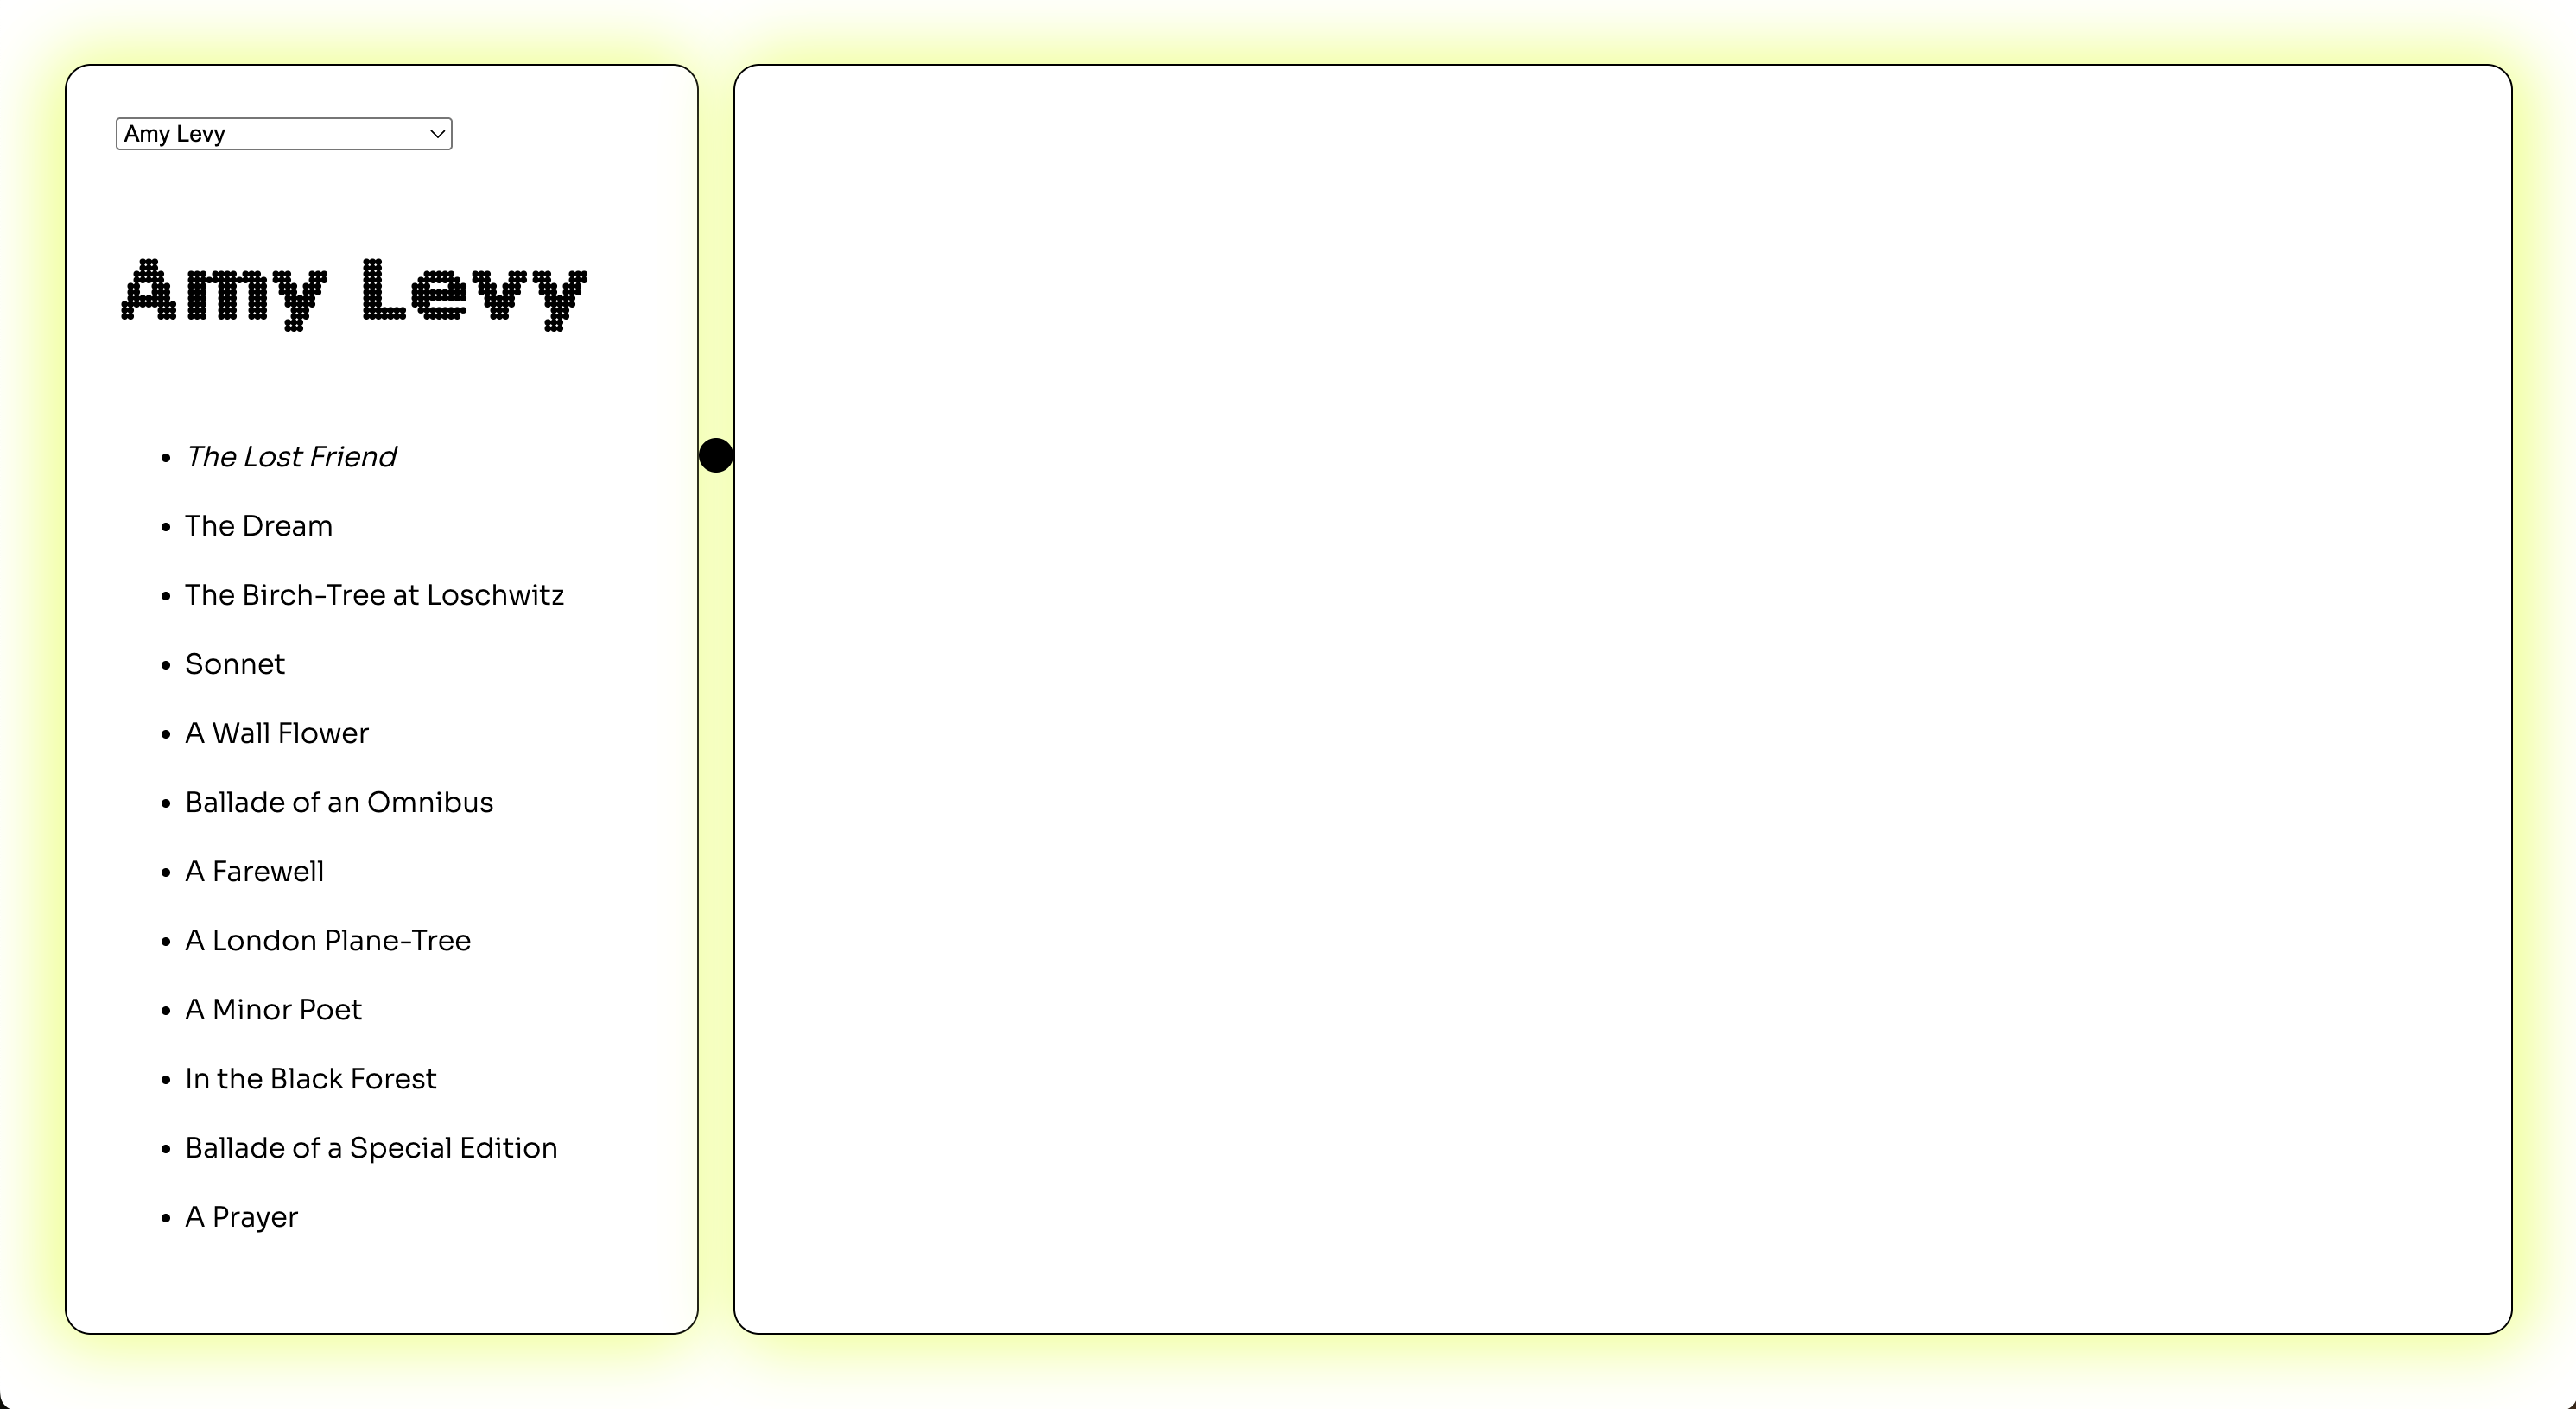 Amy Levy
Amy Levy
The Lost Friend
The Dream
The Birch-Tree at Loschwitz
Sonnet
A Wall Flower
Ballade of an Omnibus
A Farewell
A London Plane-Tree
A Minor Poet
In the Black Forest
Ballade of a Special Edition
A Prayer